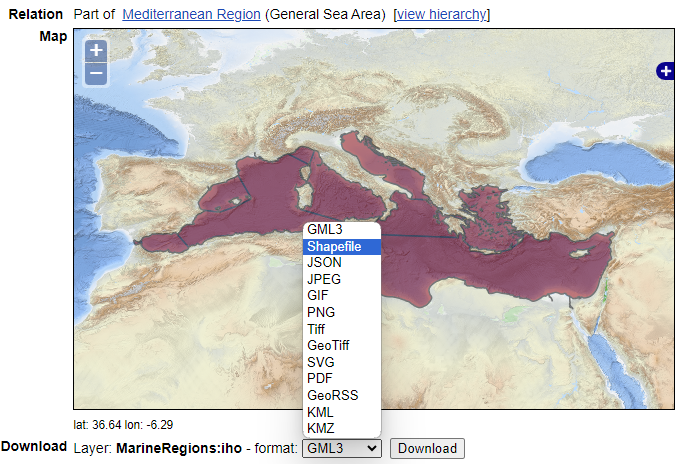 Relation Part of Mediterranean Region (General Sea Area) [view hierarchy]
Map
+
−
+
GML3
Shapefile
JSON
JPEG
GIF
PNG
Tiff
GeoTiff
SVG
PDF
GeoRSS
KML
KMZ
lat: 36.64 lon: -6.29
Download Layer: MarineRegions:iho - format: GML3 Download